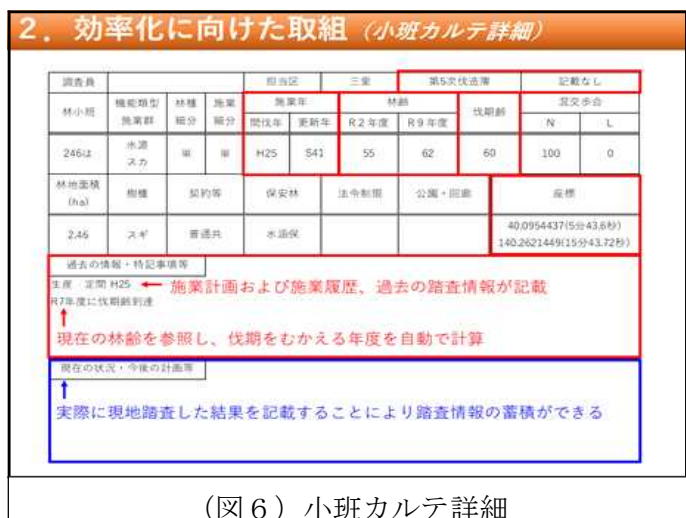 2．効率化に向けた取組（小班カルテ詳細）
調査員 担当区 三里 第5次伐造簿 記載なし
林小班 機能類型 林種 施業 施業年 林齢 伐期齢 混交歩合
施業群 細分 細分 間伐年 更新年 R2年度 R9年度 N L
246は 水源 単 単 H25 S41 55 62 60 100 0
スカ
林地面積 樹種 契約等 保安林 法令制限 公園・回廊 座標
(ha)
2.46 スギ 普通共 水涵保 40.0954437(5分43.6秒)
140.2621449(15分43.72秒)
過去の情報・特記事項等
生産 定間 H25 ← 施業計画および施業履歴、過去の踏査情報が記載
R7年度に伐期齢到達
↑
現在の林齢を参照し、伐期をむかえる年度を自動で計算
現在の状況・今後の計画等
↑
実際に現地踏査した結果を記載することにより踏査情報の蓄積ができる
（図６）小班カルテ詳細